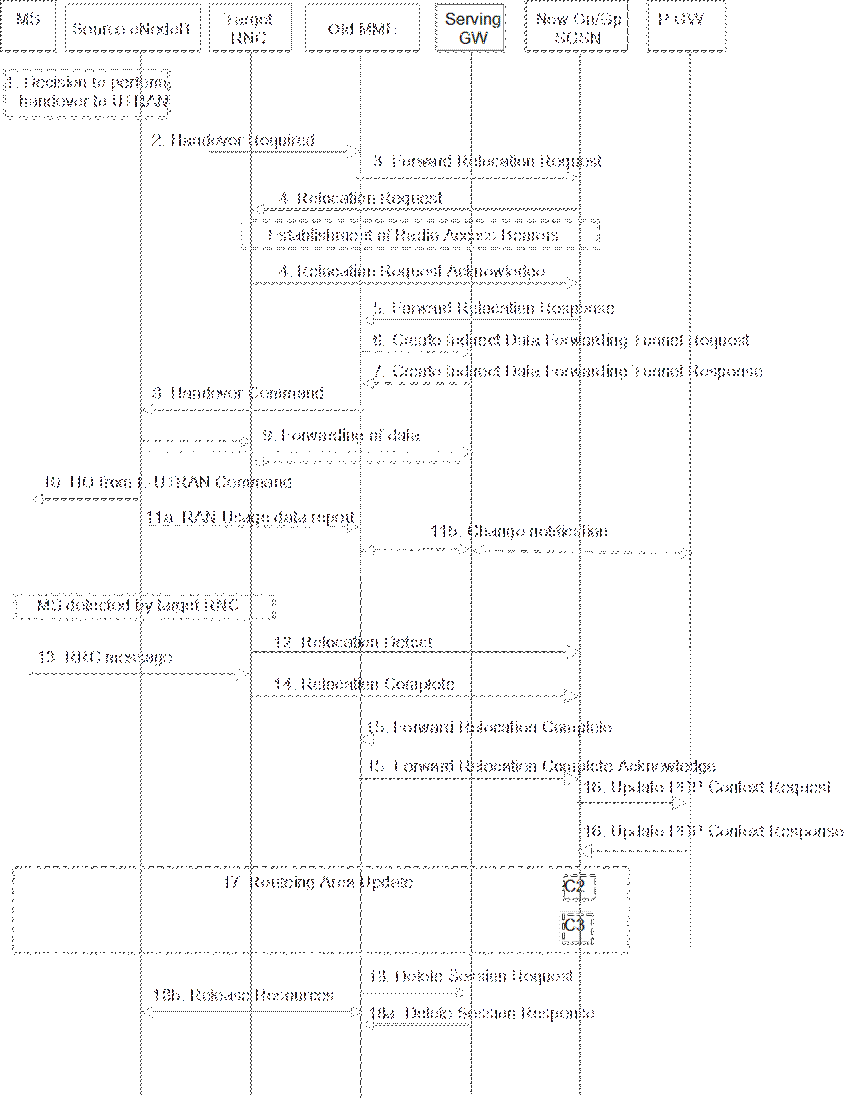 MS
Source eNodeB
Target
RNC
Old MME
Serving
GW
New Gn/Gp
SGSN
P-GW
1. Decision to perform
handover to UTRAN
2. Handover Required
3. Forward Relocation Request
4. Relocation Request
Establishment of Radio Access Bearers
4. Relocation Request Acknowledge
5. Forward Relocation Response
6. Create Indirect Data Forwarding Tunnel Request
7. Create Indirect Data Forwarding Tunnel Response
8. Handover Command
9. Forwarding of data
10. HO from E-UTRAN Command
11a. RAN Usage data report
11b. Change notification
MS detected by target RNC
12. Relocation Detect
13. RRC message
14. Relocation Complete
15. Forward Relocation Complete
15. Forward Relocation Complete Acknowledge
16. Update PDP Context Request
16. Update PDP Context Response
17. Routeing Area Update
C2
C3
18. Delete Session Request
18b. Release Resources
18a. Delete Session Response